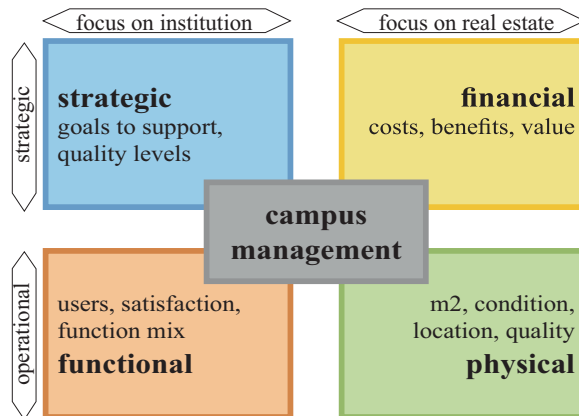 focus on institution
focus on real estate
strategic
strategic
goals to support,
quality levels
financial
costs, benefits, value
campus
management
operational
users, satisfaction,
function mix
functional
m2, condition,
location, quality
physical